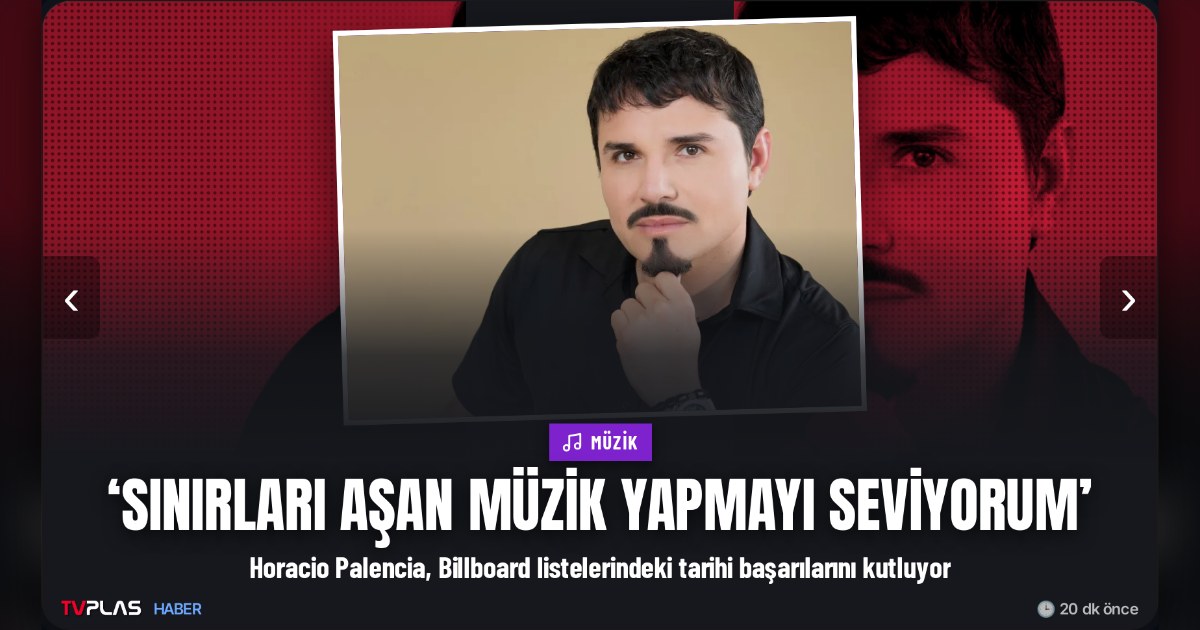 MÜZİK
‘SINIRLARI AŞAN MÜZİK YAPMAYI SEVİYORUM’
Horacio Palencia, Billboard listelerindeki tarihi başarılarını kutluyor
TVPLAS HABER
20 dk önce